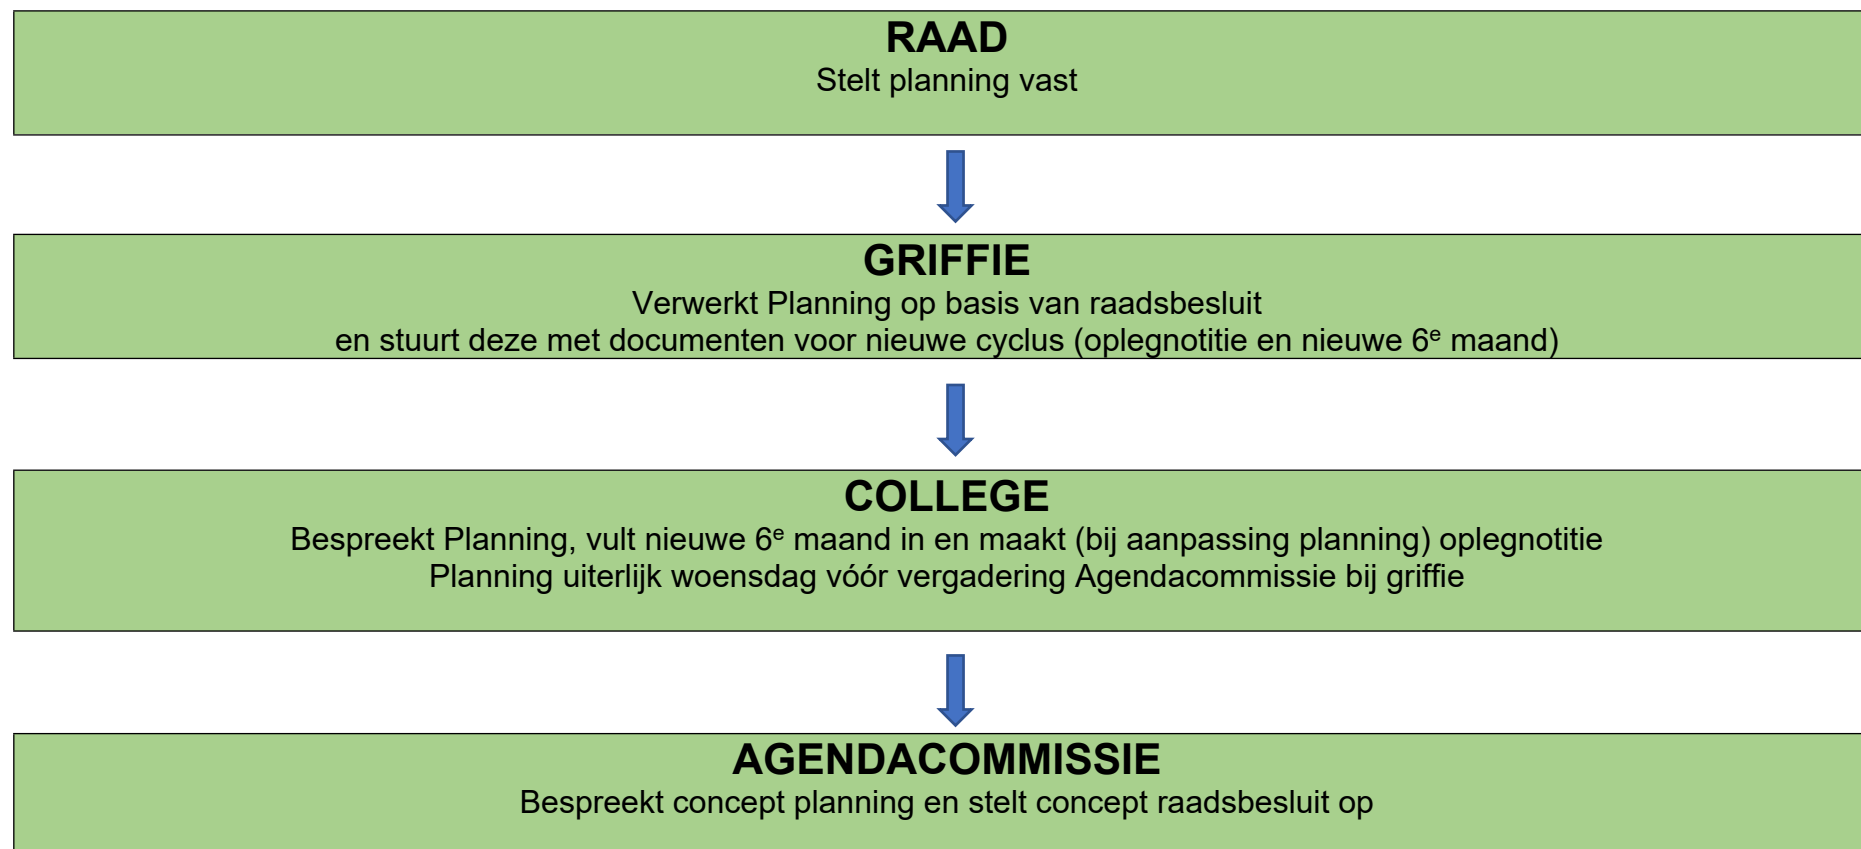 RAAD
Stelt planning vast
GRIFFIE
Verwerkt Planning op basis van raadsbesluit
en stuurt deze met documenten voor nieuwe cyclus (oplegnotitie en nieuwe 6ᵉ maand)
COLLEGE
Bespreekt Planning, vult nieuwe 6ᵉ maand in en maakt (bij aanpassing planning) oplegnotitie
Planning uiterlijk woensdag vóór vergadering Agendacommissie bij griffie
AGENDACOMMISSIE
Bespreekt concept planning en stelt concept raadsbesluit op